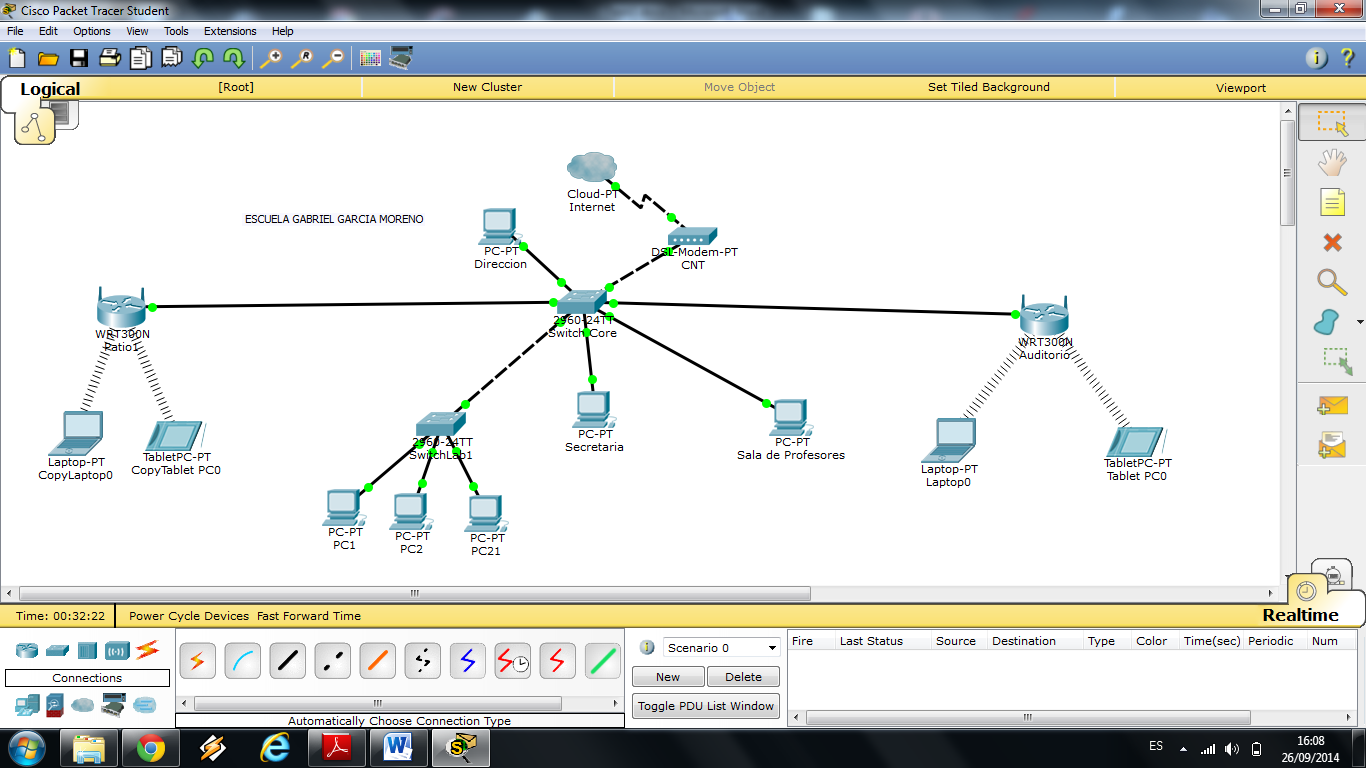 Cisco Packet Tracer Student
File Edit Options View Tools Extensions Help
Logical [Root] New Cluster Move Object Set Tiled Background Viewport
Cloud-PT
Internet
ESCUELA GABRIEL GARCIA MORENO
PC-PT
Direccion
DSL-Modem-PT
CNT
2960-24TT
Switch Core
WRT300N
Patio1
WRT300N
Auditorio
PC-PT
Secretaria
PC-PT
Sala de Profesores
2960-24TT
SwitchLab1
Laptop-PT
CopyLaptop0
TabletPC-PT
CopyTablet PC0
Laptop-PT
Laptop0
TabletPC-PT
Tablet PC0
PC-PT
PC1
PC-PT
PC2
PC-PT
PC21
Time: 00:32:22 Power Cycle Devices Fast Forward Time Realtime
Scenario 0
Fire Last Status Source Destination Type Color Time(sec) Periodic Num
Connections
New Delete
Toggle PDU List Window
Automatically Choose Connection Type
ES
16:08
26/09/2014